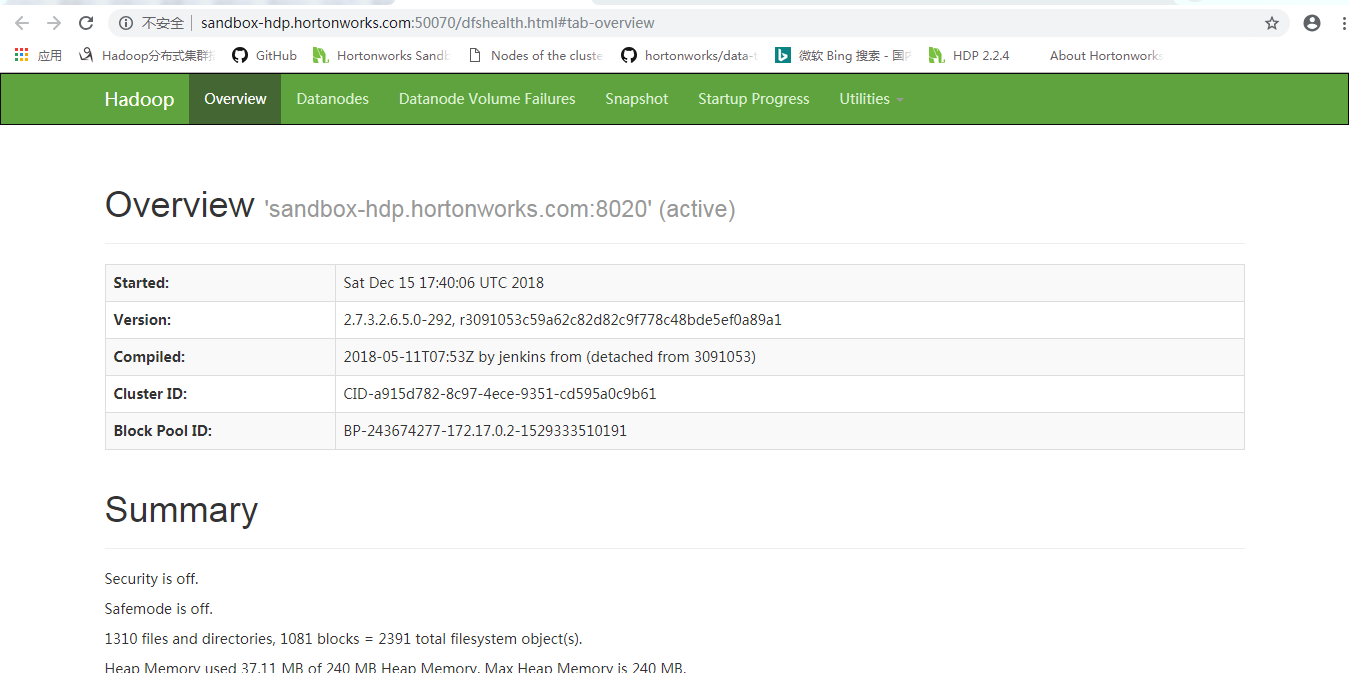 不安全 sandbox-hdp.hortonworks.com:50070/dfshealth.html#tab-overview
应用 Hadoop分布式集群 GitHub Hortonworks Sandb Nodes of the cluste hortonworks/data- 微软 Bing 搜索 - 国 HDP 2.2.4 About Hortonworks
Hadoop Overview Datanodes Datanode Volume Failures Snapshot Startup Progress Utilities
Overview 'sandbox-hdp.hortonworks.com:8020' (active)
Started: Sat Dec 15 17:40:06 UTC 2018
Version: 2.7.3.2.6.5.0-292, r3091053c59a62c82d82c9f778c48bde5ef0a89a1
Compiled: 2018-05-11T07:53Z by jenkins from (detached from 3091053)
Cluster ID: CID-a915d782-8c97-4ece-9351-cd595a0c9b61
Block Pool ID: BP-243674277-172.17.0.2-1529333510191
Summary
Security is off.
Safemode is off.
1310 files and directories, 1081 blocks = 2391 total filesystem object(s).
Heap Memory used 37.11 MB of 240 MB Heap Memory. Max Heap Memory is 240 MB.